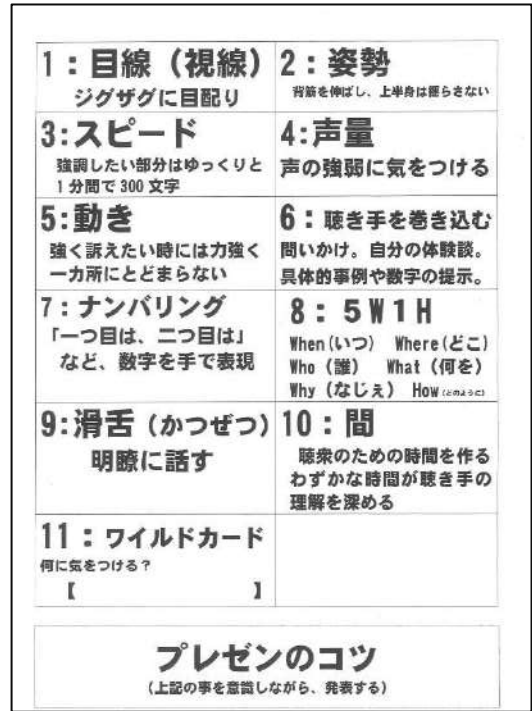 1：目線（視線）
ジグザグに目配り
2：姿勢
背筋を伸ばし、上半身は揺らさない
3:スピード
強調したい部分はゆっくりと
1分間で300文字
4:声量
声の強弱に気をつける
5:動き
強く訴えたい時には力強く
一カ所にとどまらない
6：聴き手を巻き込む
問いかけ。自分の体験談。
具体的事例や数字の提示。
7：ナンバリング
「一つ目は、二つ目は」
など、数字を手で表現
8：5W1H
When(いつ) Where(どこ)
Who（誰） What（何を）
Why（なじぇ） How（どのように）
9:滑舌（かつぜつ）
明瞭に話す
10：間
聴衆のための時間を作る
わずかな時間が聴き手の
理解を深める
11：ワイルドカード
何に気をつける？
【　　　　　　　】
プレゼンのコツ
（上記の事を意識しながら、発表する）